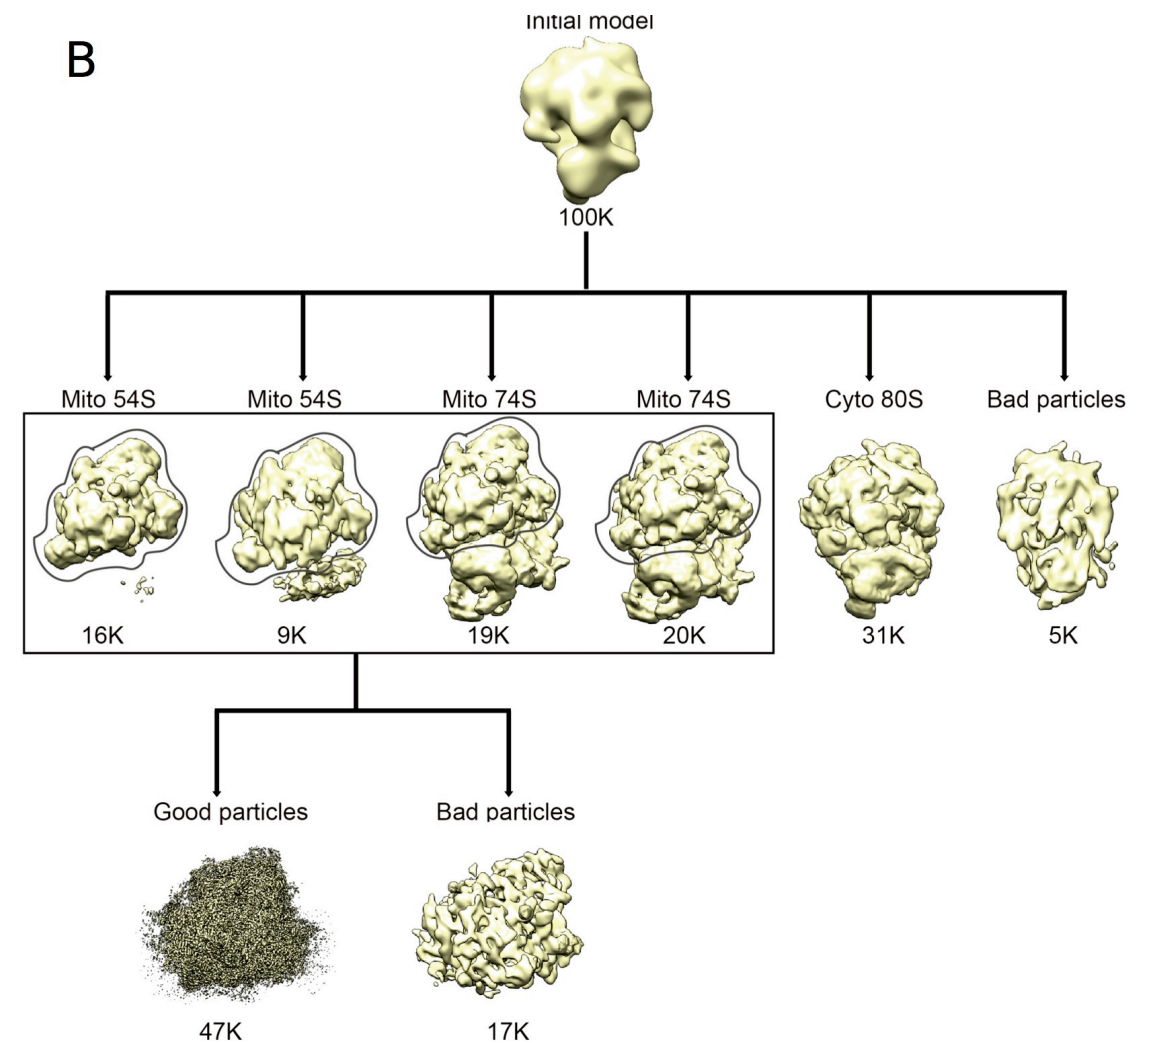 Initial model
B
100K
Mito 54S Mito 54S Mito 74S Mito 74S Cyto 80S Bad particles
16K 9K 19K 20K 31K 5K
Good particles Bad particles
47K 17K